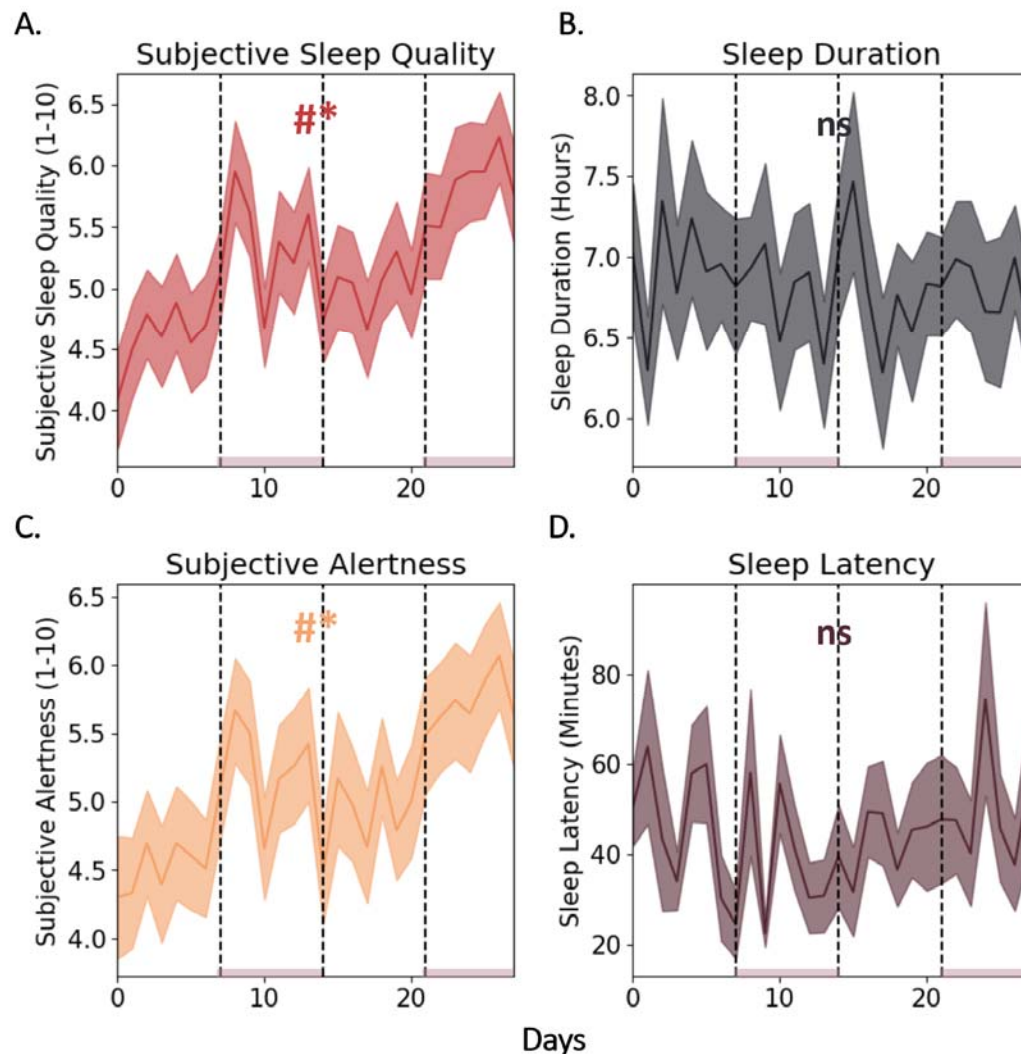 A.
Subjective Sleep Quality
Subjective Sleep Quality (1-10)
6.5
6.0
5.5
5.0
4.5
4.0
#*
0
10
20
B.
Sleep Duration
Sleep Duration (Hours)
8.0
7.5
7.0
6.5
6.0
ns
0
10
20
C.
Subjective Alertness
Subjective Alertness (1-10)
6.5
6.0
5.5
5.0
4.5
4.0
#*
0
10
20
D.
Sleep Latency
Sleep Latency (Minutes)
80
60
40
20
ns
0
10
20
Days